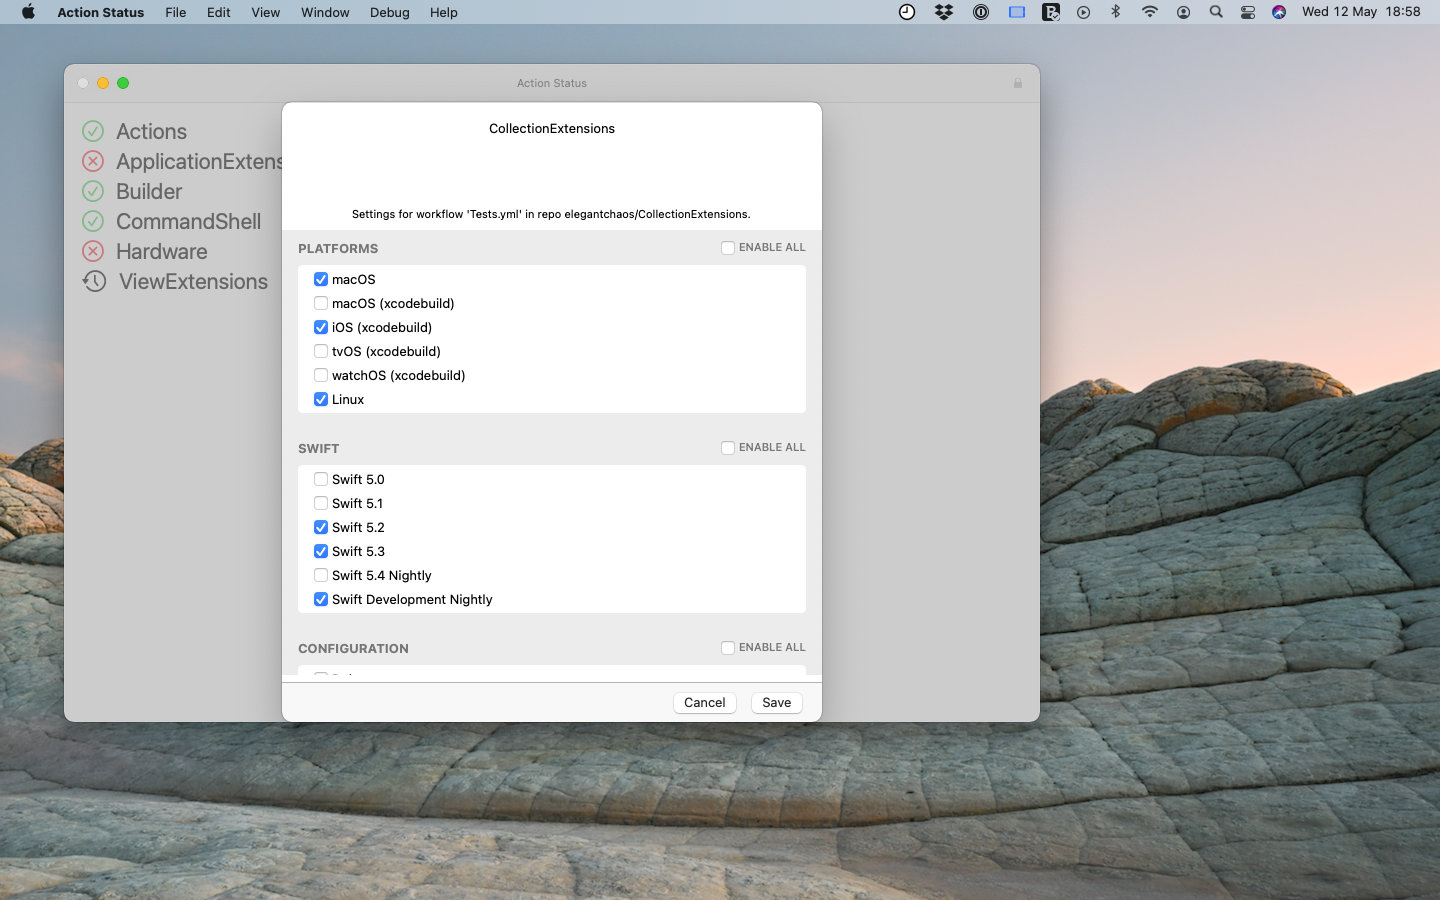 Action Status File Edit View Window Debug Help Wed 12 May 18:58
Action Status
Actions
ApplicationExtens
Builder
CommandShell
Hardware
ViewExtensions
CollectionExtensions
Settings for workflow 'Tests.yml' in repo elegantchaos/CollectionExtensions.
PLATFORMS ENABLE ALL
macOS
macOS (xcodebuild)
iOS (xcodebuild)
tvOS (xcodebuild)
watchOS (xcodebuild)
Linux
SWIFT ENABLE ALL
Swift 5.0
Swift 5.1
Swift 5.2
Swift 5.3
Swift 5.4 Nightly
Swift Development Nightly
CONFIGURATION ENABLE ALL
Cancel Save